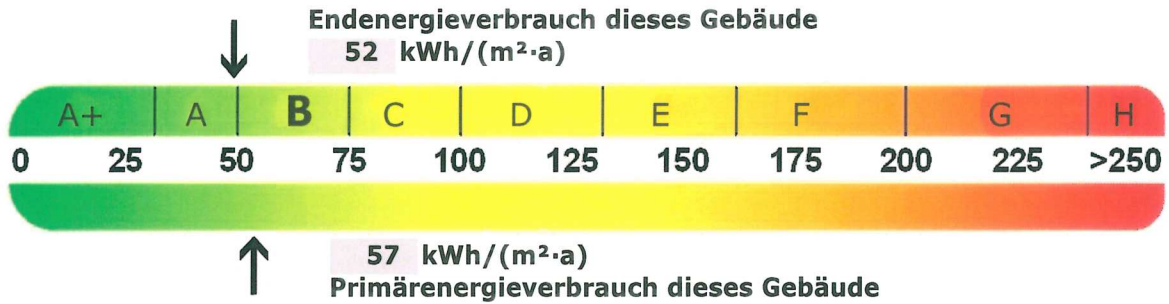 Endenergieverbrauch dieses Gebäude
52 kWh/(m²·a)
A+ A B C D E F G H
0 25 50 75 100 125 150 175 200 225 >250
57 kWh/(m²·a)
Primärenergieverbrauch dieses Gebäude